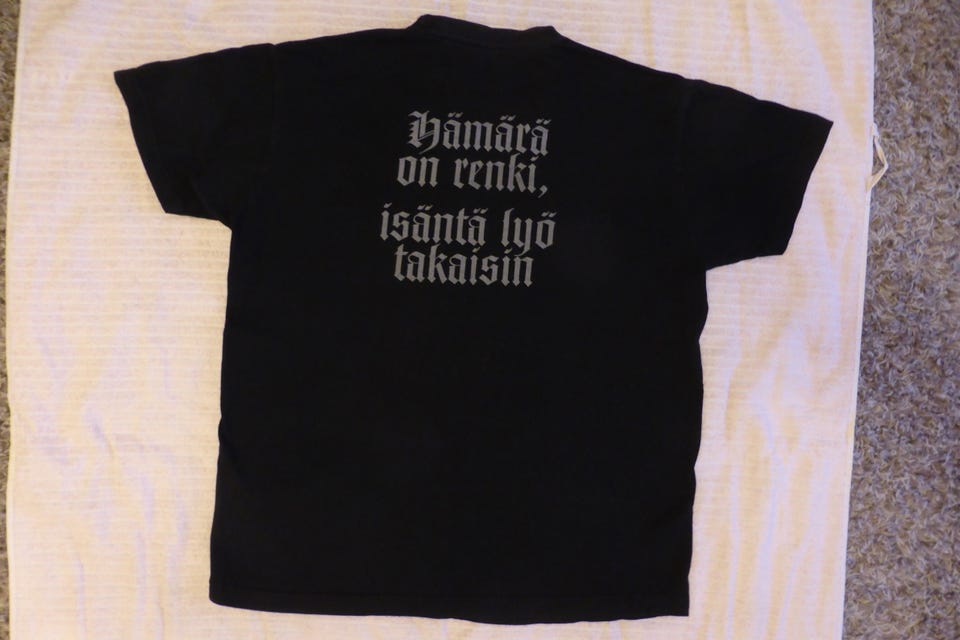 Hämärä
on renki,
isäntä lyö
takaisin